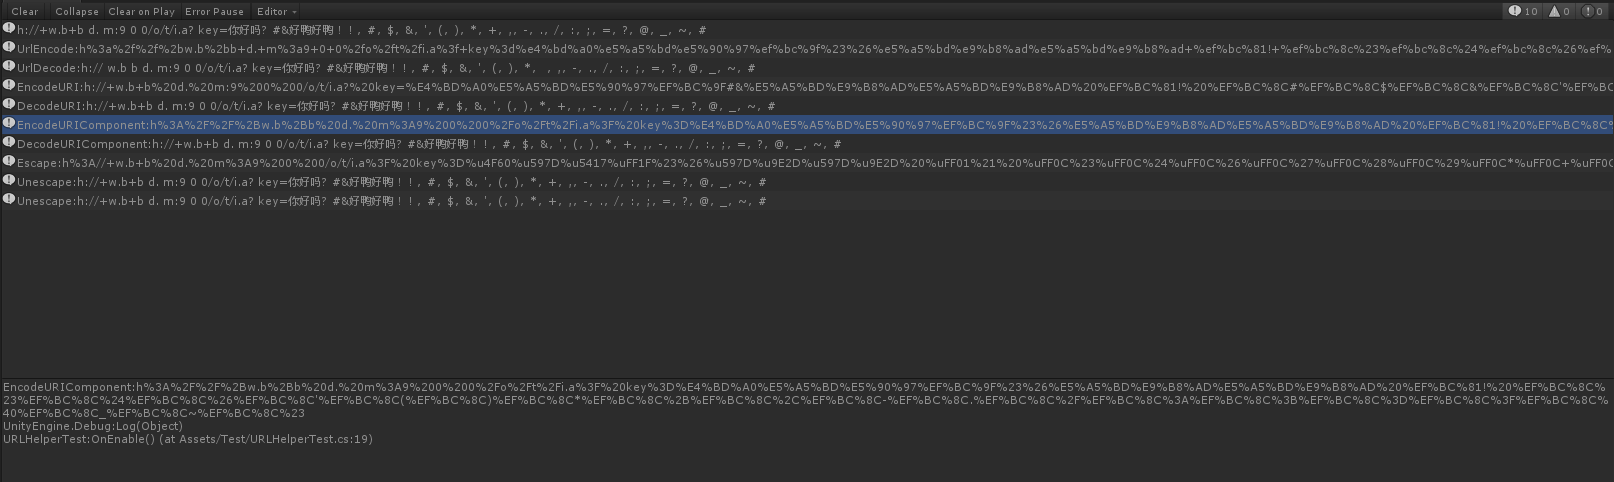 Clear Collapse Clear on Play Error Pause Editor 10 0 0
h://+w.b+b d. m:9 0 0/o/t/i.a? key=你好吗? #&好鸭好鸭！！, #, $, &, ', (, ), *, +, ,, -, ., /, :, ;, =, ?, @, _, ~, #
UrlEncode:h%3a%2f%2f%2bw.b%2bb+d.+m%3a9+0+0%2fo%2ft%2fi.a%3f+key%3d%e4%bd%a0%e5%a5%bd%e5%90%97%ef%bc%9f%23%26%e5%a5%bd%e9%b8%ad%e5%a5%bd%e9%b8%ad+%ef%bc%81!+%ef%bc%8c%23%ef%bc%8c%24%ef%bc%8c%26%ef%
UrlDecode:h:// w.b b d. m:9 0 0/o/t/i.a? key=你好吗? #&好鸭好鸭！！, #, $, &, ', (, ), *,  , ,, -, ., /, :, ;, =, ?, @, _, ~, #
EncodeURI:h://+w.b+b%20d.%20m:9%200%200/o/t/i.a?%20key=%E4%BD%A0%E5%A5%BD%E5%90%97%EF%BC%9F#&%E5%A5%BD%E9%B8%AD%E5%A5%BD%E9%B8%AD%20%EF%BC%81!%20%EF%BC%8C#%EF%BC%8C$%EF%BC%8C&%EF%BC%8C'%EF%BC
DecodeURI:h://+w.b+b d. m:9 0 0/o/t/i.a? key=你好吗? #&好鸭好鸭！！, #, $, &, ', (, ), *, +, ,, -, ., /, :, ;, =, ?, @, _, ~, #
EncodeURIComponent:h%3A%2F%2F%2Bw.b%2Bb%20d.%20m%3A9%200%200%2Fo%2Ft%2Fi.a%3F%20key%3D%E4%BD%A0%E5%A5%BD%E5%90%97%EF%BC%9F%23%26%E5%A5%BD%E9%B8%AD%E5%A5%BD%E9%B8%AD%20%EF%BC%81!%20%EF%BC%8C%
DecodeURIComponent:h://+w.b+b d. m:9 0 0/o/t/i.a? key=你好吗? #&好鸭好鸭！！, #, $, &, ', (, ), *, +, ,, -, ., /, :, ;, =, ?, @, _, ~, #
Escape:h%3A//+w.b+b%20d.%20m%3A9%200%200/o/t/i.a%3F%20key%3D%u4F60%u597D%u5417%uFF1F%23%26%u597D%u9E2D%u597D%u9E2D%20%uFF01%21%20%uFF0C%23%uFF0C%24%uFF0C%26%uFF0C%27%uFF0C%28%uFF0C%29%uFF0C*%uFF0C+%uFF0
Unescape:h://+w.b+b d. m:9 0 0/o/t/i.a? key=你好吗? #&好鸭好鸭！！, #, $, &, ', (, ), *, +, ,, -, ., /, :, ;, =, ?, @, _, ~, #
Unescape:h://+w.b+b d. m:9 0 0/o/t/i.a? key=你好吗? #&好鸭好鸭！！, #, $, &, ', (, ), *, +, ,, -, ., /, :, ;, =, ?, @, _, ~, #
EncodeURIComponent:h%3A%2F%2F%2Bw.b%2Bb%20d.%20m%3A9%200%200%2Fo%2Ft%2Fi.a%3F%20key%3D%E4%BD%A0%E5%A5%BD%E5%90%97%EF%BC%9F%23%26%E5%A5%BD%E9%B8%AD%E5%A5%BD%E9%B8%AD%20%EF%BC%81!%20%EF%BC%8C%
23%EF%BC%8C%24%EF%BC%8C%26%EF%BC%8C'%EF%BC%8C(%EF%BC%8C)%EF%BC%8C*%EF%BC%8C%2B%EF%BC%8C%2C%EF%BC%8C-%EF%BC%8C.%EF%BC%8C%2F%EF%BC%8C%3A%EF%BC%8C%3B%EF%BC%8C%3D%EF%BC%8C%3F%EF%BC%8C%
40%EF%BC%8C_%EF%BC%8C~%EF%BC%8C%23
UnityEngine.Debug:Log(Object)
URLHelperTest:OnEnable() (at Assets/Test/URLHelperTest.cs:19)